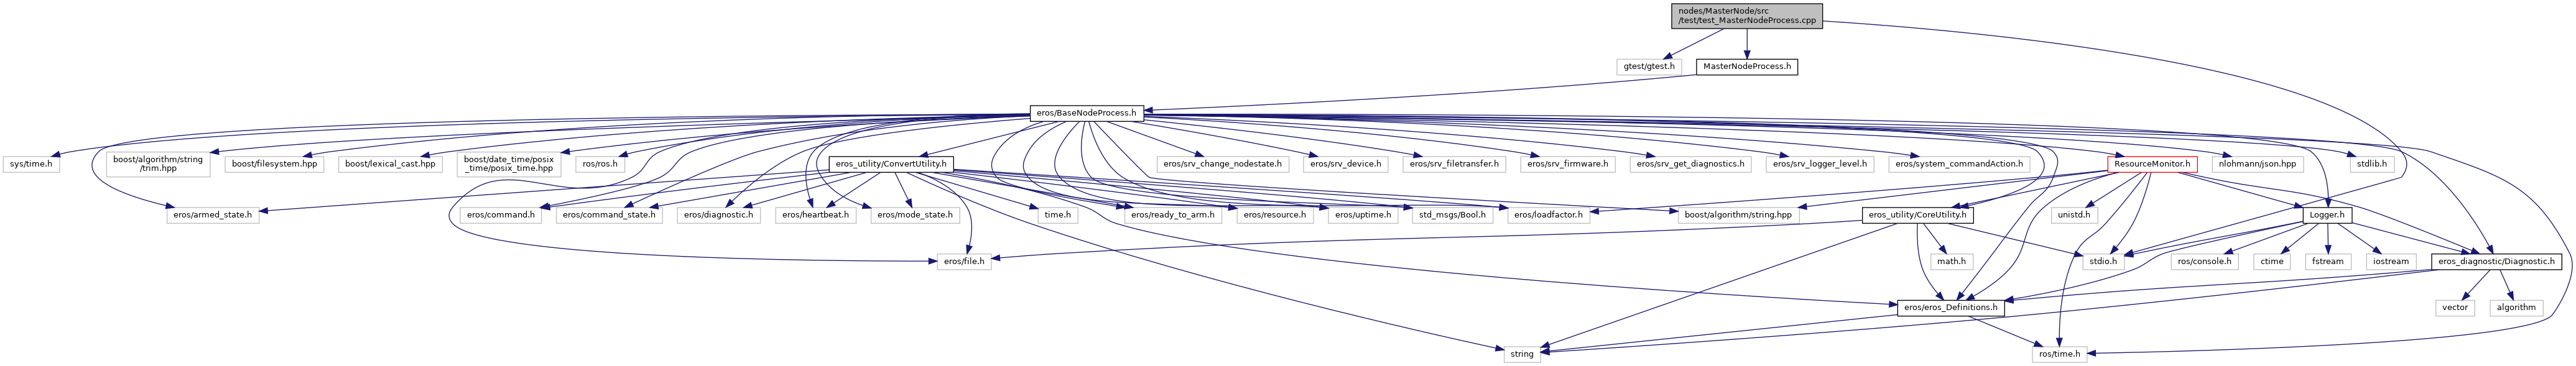 nodes/MasterNode/src
/test/test_MasterNodeProcess.cpp
gtest/gtest.h
MasterNodeProcess.h
eros/BaseNodeProcess.h
sys/time.h
boost/algorithm/string
/trim.hpp
boost/filesystem.hpp
boost/lexical_cast.hpp
boost/date_time/posix
_time/posix_time.hpp
ros/ros.h
eros_utility/ConvertUtility.h
eros/srv_change_nodestate.h
eros/srv_device.h
eros/srv_filetransfer.h
eros/srv_firmware.h
eros/srv_get_diagnostics.h
eros/srv_logger_level.h
eros/system_commandAction.h
ResourceMonitor.h
nlohmann/json.hpp
stdlib.h
eros/armed_state.h
eros/command.h
eros/command_state.h
eros/diagnostic.h
eros/heartbeat.h
eros/mode_state.h
time.h
eros/ready_to_arm.h
eros/resource.h
eros/uptime.h
std_msgs/Bool.h
eros/loadfactor.h
boost/algorithm/string.hpp
eros_utility/CoreUtility.h
unistd.h
Logger.h
eros/file.h
math.h
stdio.h
ros/console.h
ctime
fstream
iostream
eros_diagnostic/Diagnostic.h
eros/eros_Definitions.h
vector
algorithm
string
ros/time.h